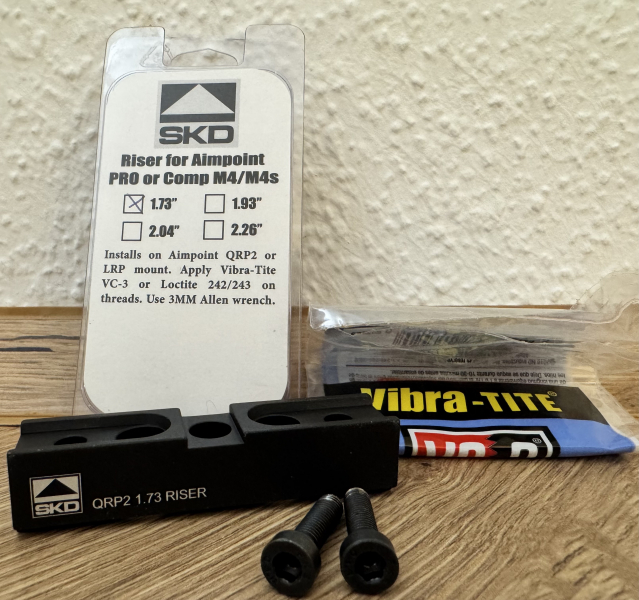 SKD
Riser for Aimpoint
PRO or Comp M4/M4s
1.73" 1.93"
2.04" 2.26"
Installs on Aimpoint QRP2 or
LRP mount. Apply Vibra-Tite
VC-3 or Loctite 242/243 on
threads. Use 3MM Allen wrench.
Vibra-TITE®
SKD
QRP2 1.73 RISER